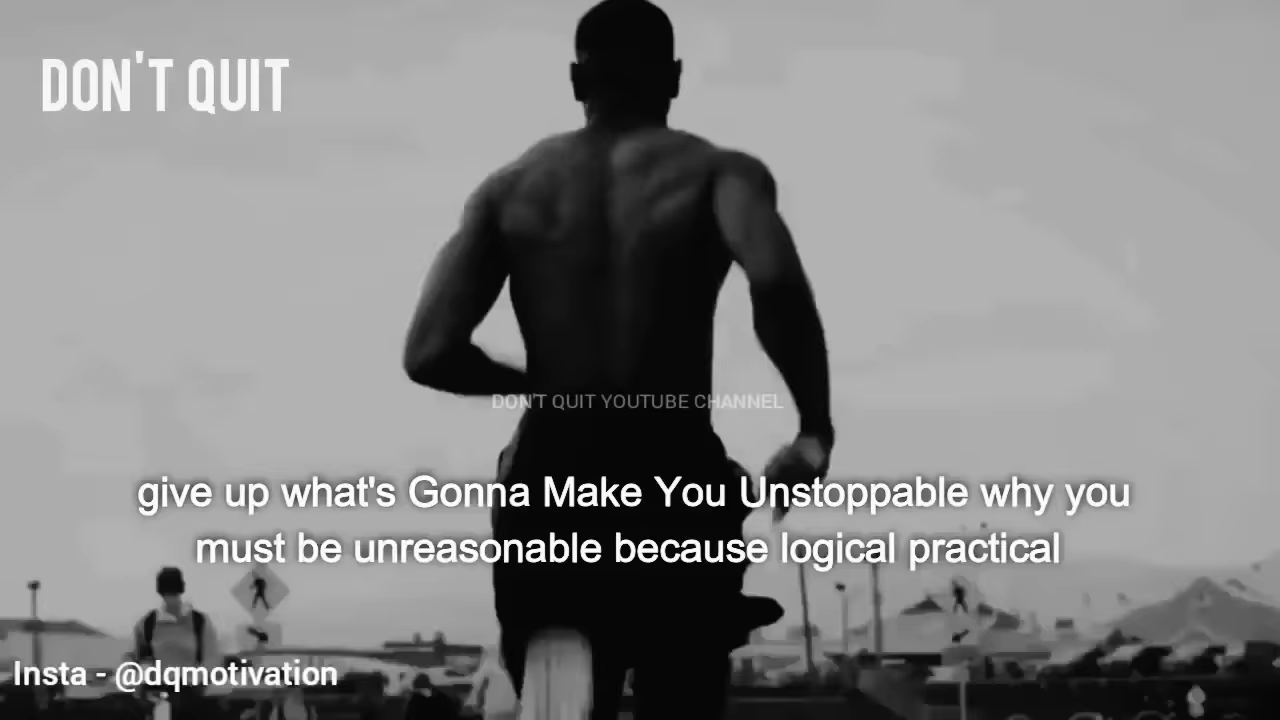 DON'T QUIT
DON'T QUIT YOUTUBE CHANNEL
give up what's Gonna Make You Unstoppable why you
must be unreasonable because logical practical
Insta - @dqmotivation